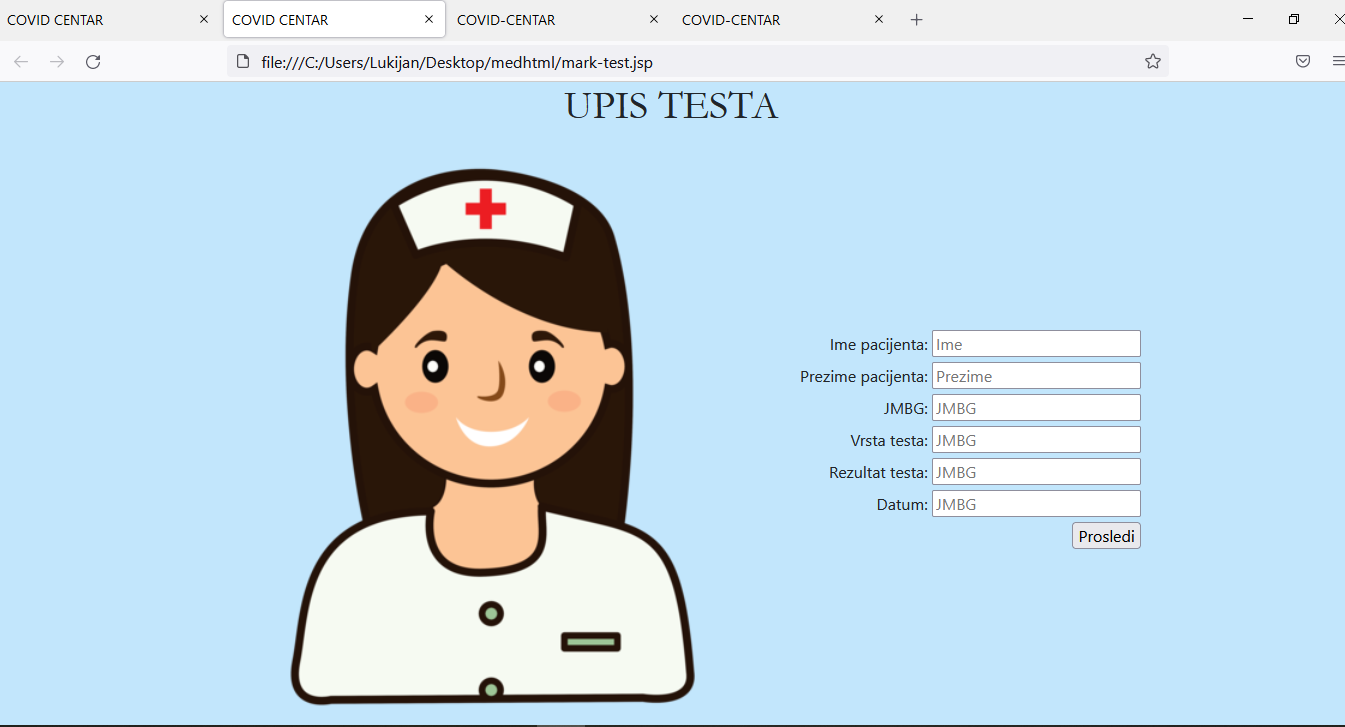 COVID CENTAR
COVID CENTAR
COVID-CENTAR
COVID-CENTAR
file:///C:/Users/Lukijan/Desktop/medhtml/mark-test.jsp
UPIS TESTA
Ime pacijenta: Ime
Prezime pacijenta: Prezime
JMBG: JMBG
Vrsta testa: JMBG
Rezultat testa: JMBG
Datum: JMBG
Prosledi